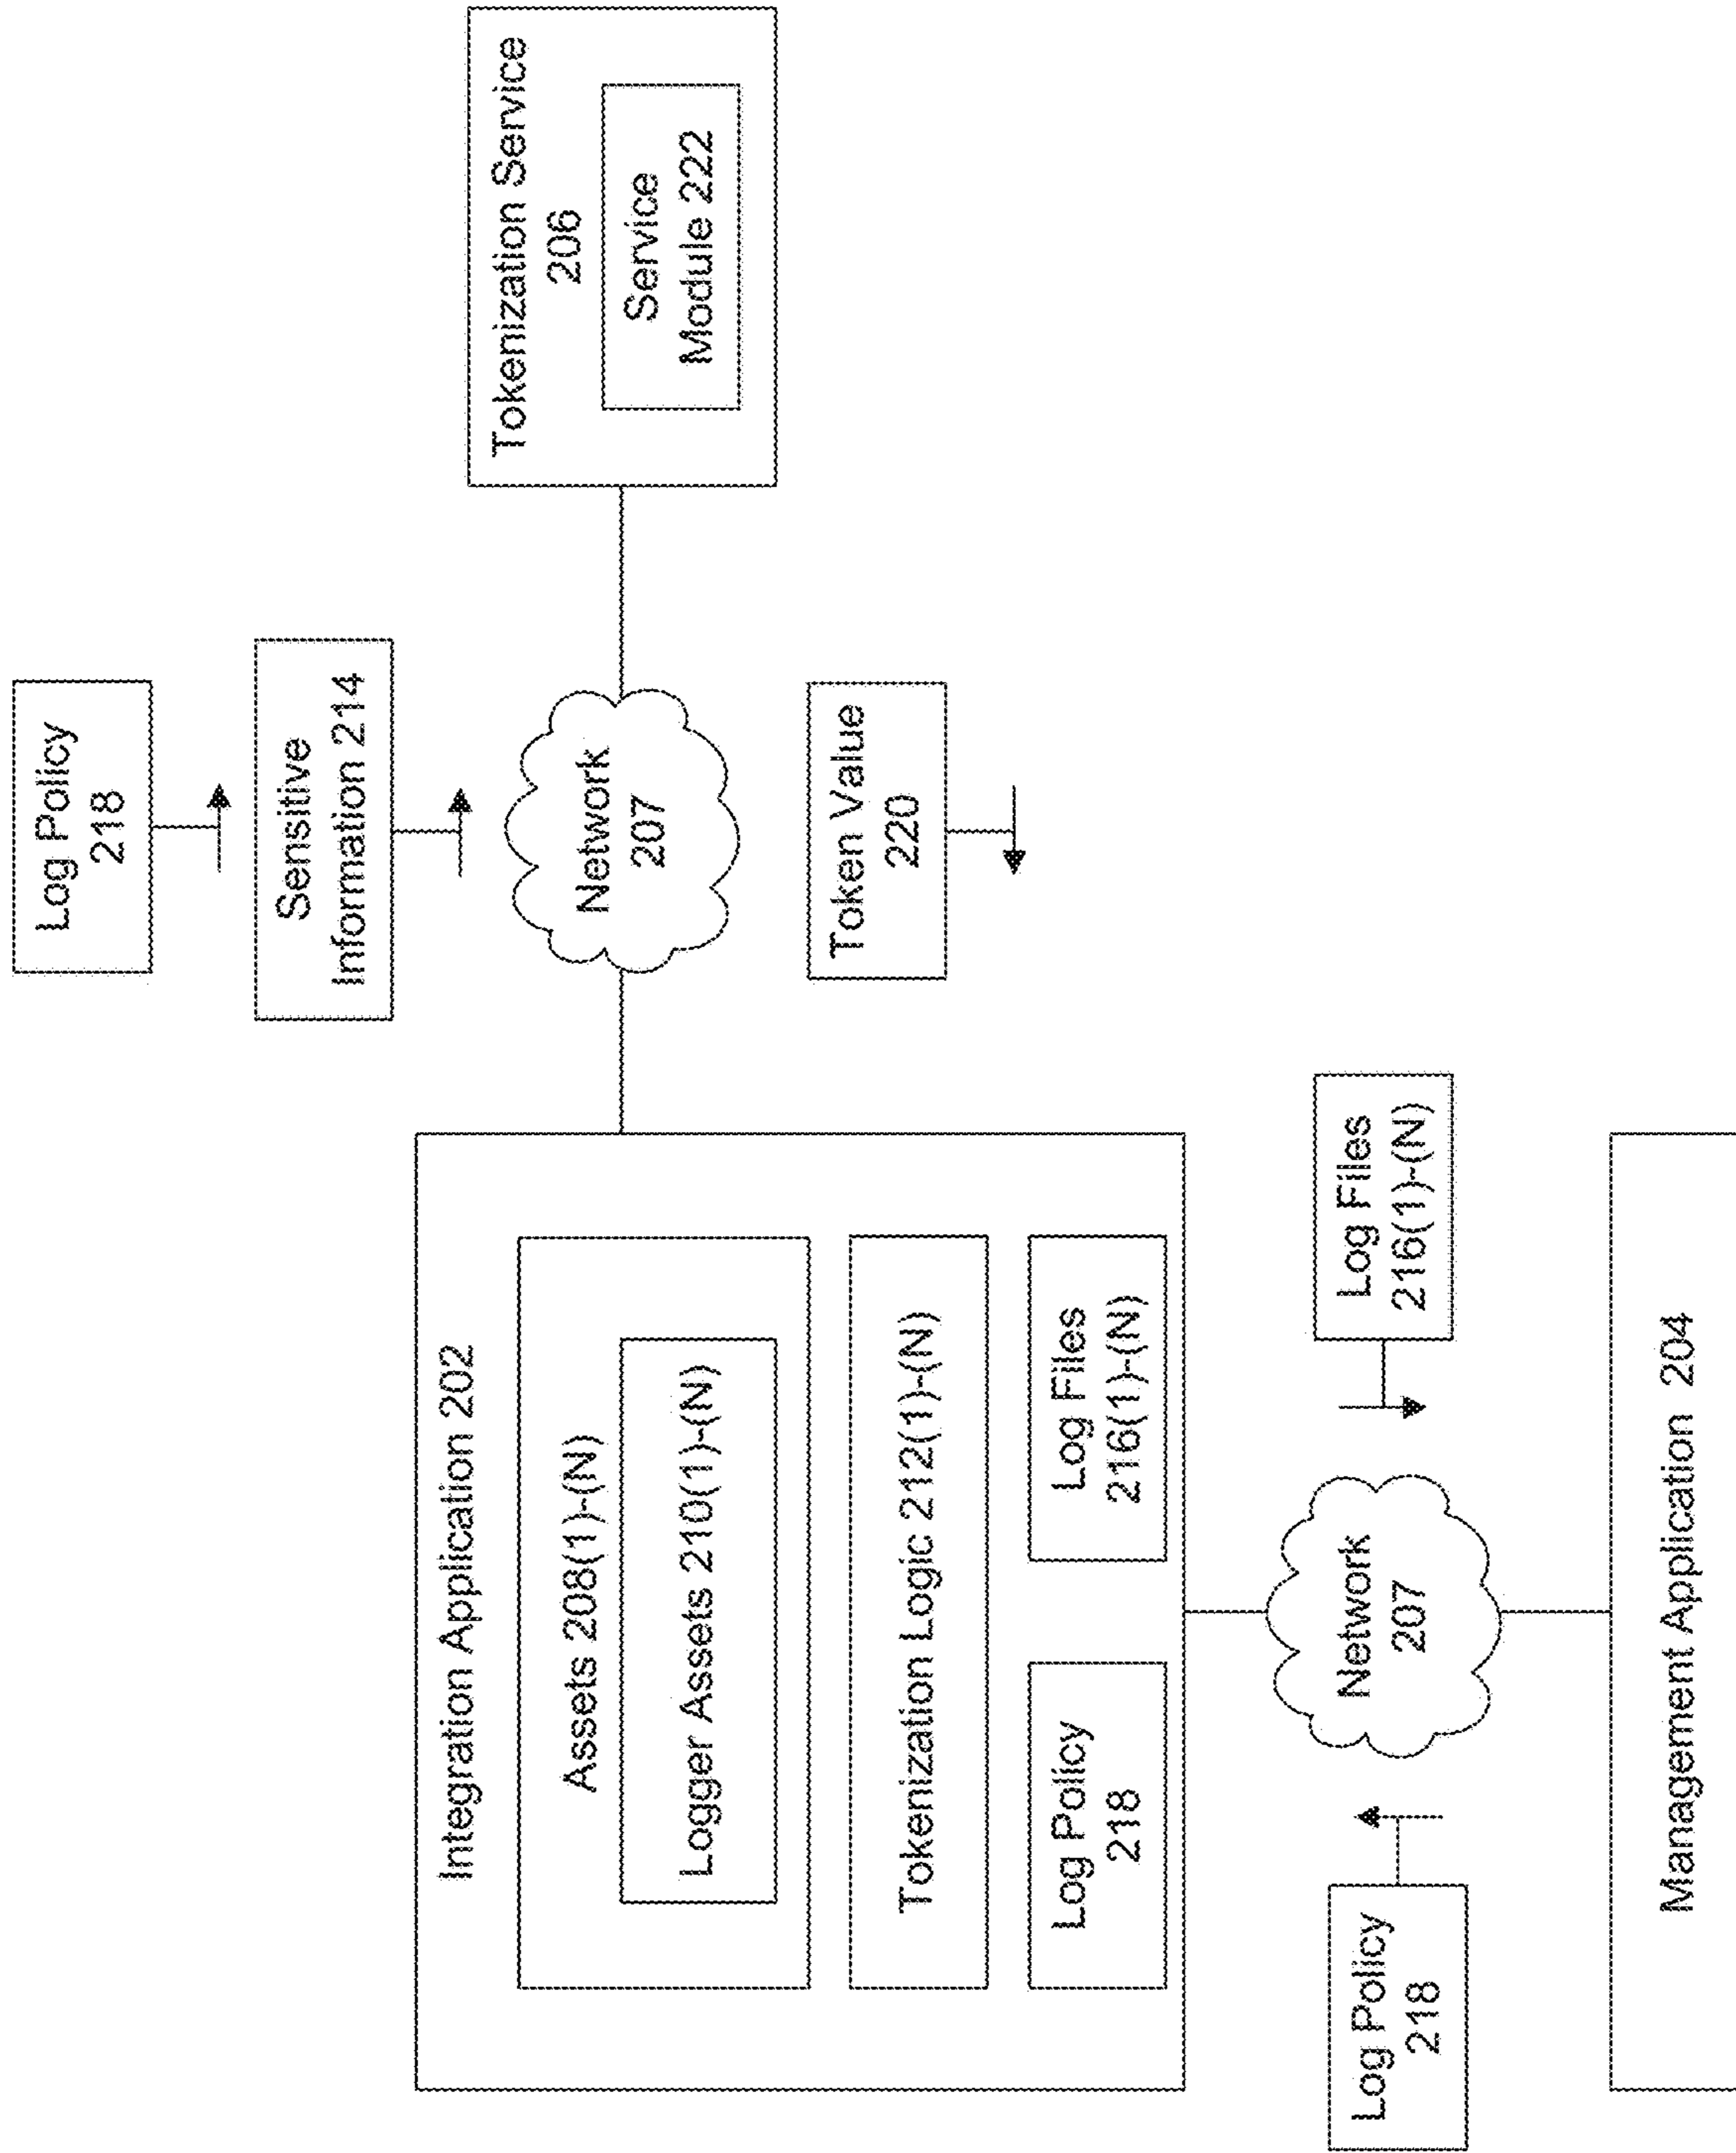 Log Policy
218
Sensitive
Information 214
Network
207
Token Value
220
Tokenization Service
206
Service
Module 222
Integration Application 202
Assets 208(1)-(N)
Logger Assets 210(1)-(N)
Tokenization Logic 212(1)-(N)
Log Policy
218
Log Files
216(1)-(N)
Log Policy
218
Network
207
Log Files
216(1)-(N)
Management Application 204